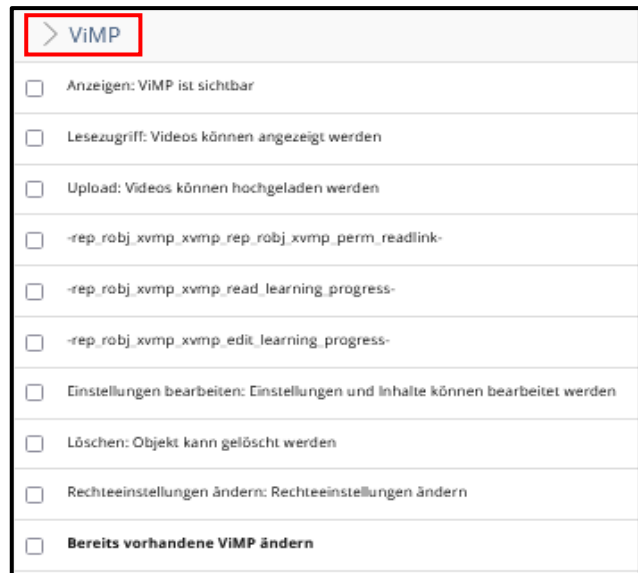 ViMP
Anzeigen: ViMP ist sichtbar
Lesezugriff: Videos können angezeigt werden
Upload: Videos können hochgeladen werden
-rep_robj_xvmp_xvmp_rep_robj_xvmp_perm_readlink-
-rep_robj_xvmp_xvmp_read_learning_progress-
-rep_robj_xvmp_xvmp_edit_learning_progress-
Einstellungen bearbeiten: Einstellungen und Inhalte können bearbeitet werden
Löschen: Objekt kann gelöscht werden
Rechteeinstellungen ändern: Rechteeinstellungen ändern
Bereits vorhandene ViMP ändern